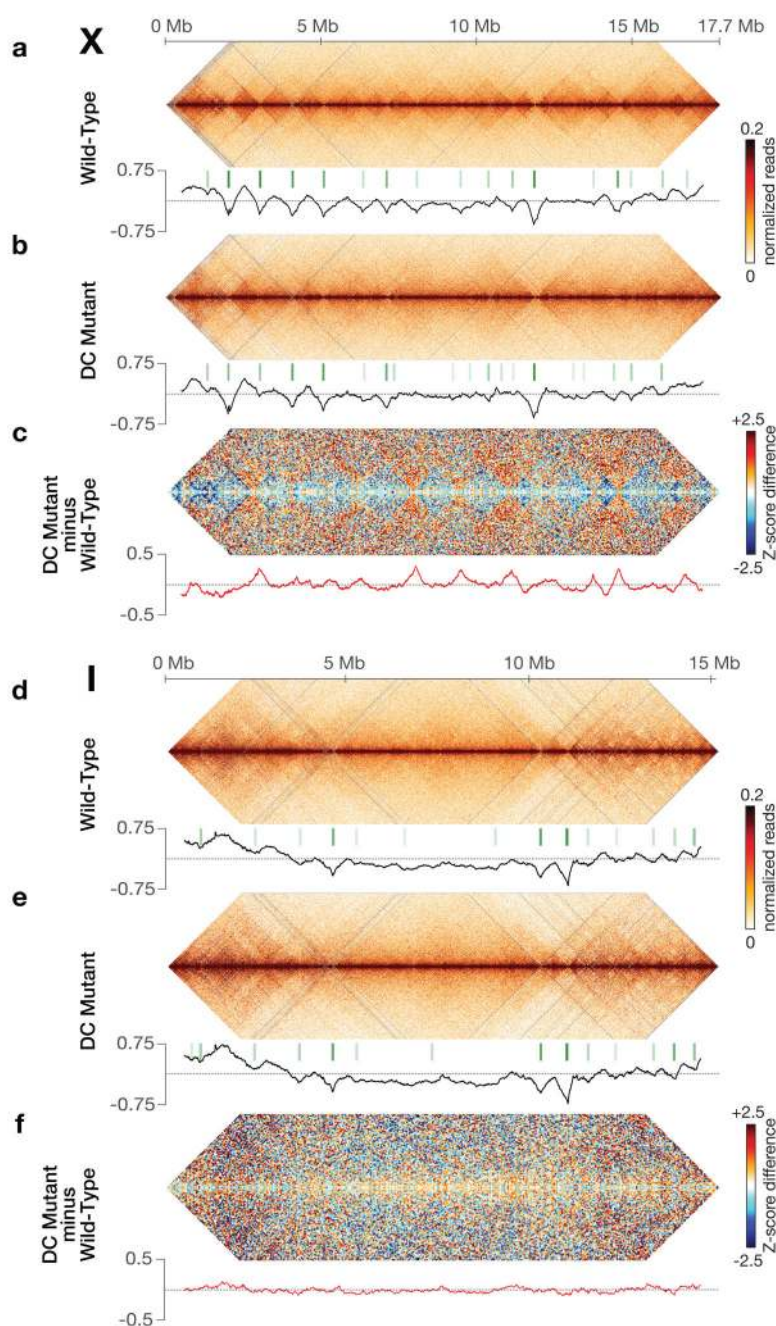 0 Mb 5 Mb 10 Mb 15 Mb 17.7 Mb
a X
Wild-Type
0.75
-0.75
0.2
normalized reads
0
b
DC Mutant
0.75
-0.75
c
DC Mutant
minus
Wild-Type
+2.5
Z-score difference
-2.5
0.5
-0.5
0 Mb 5 Mb 10 Mb 15 Mb
d I
Wild-Type
0.75
-0.75
0.2
normalized reads
0
e
DC Mutant
0.75
-0.75
f
DC Mutant
minus
Wild-Type
+2.5
Z-score difference
-2.5
0.5
-0.5